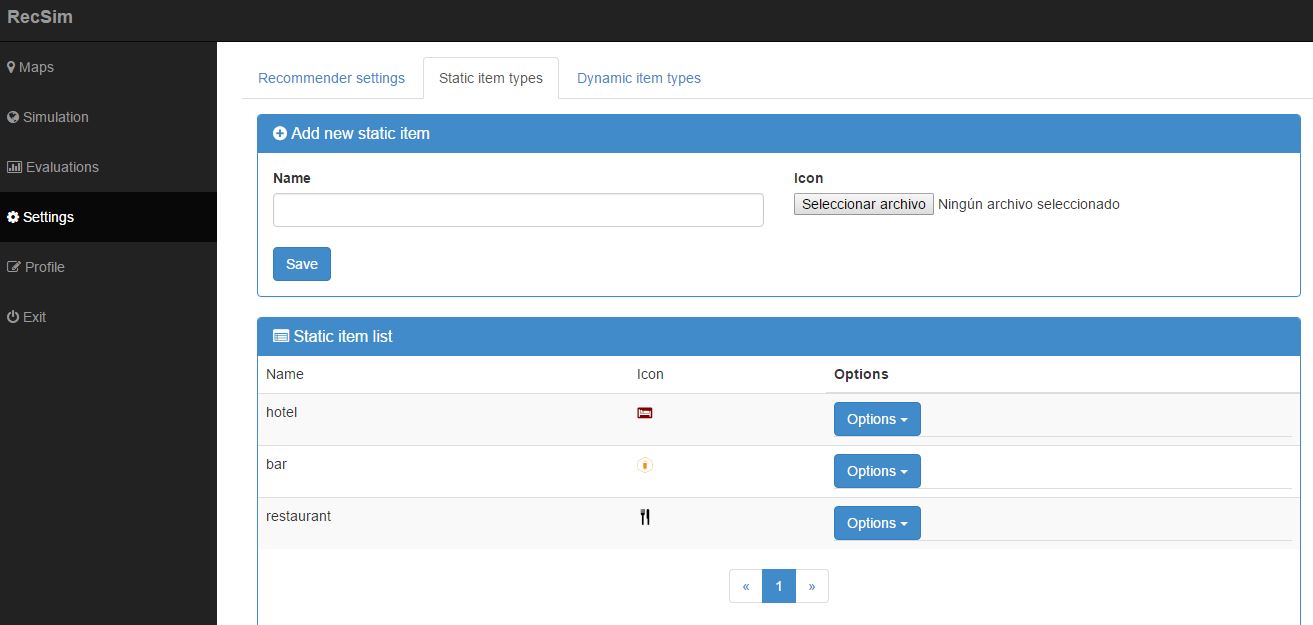 RecSim
Maps
Simulation
Evaluations
Settings
Profile
Exit
Recommender settings Static item types Dynamic item types
Add new static item
Name Icon
Seleccionar archivo Ningún archivo seleccionado
Save
Static item list
Name Icon Options
hotel Options
bar Options
restaurant Options
« 1 »